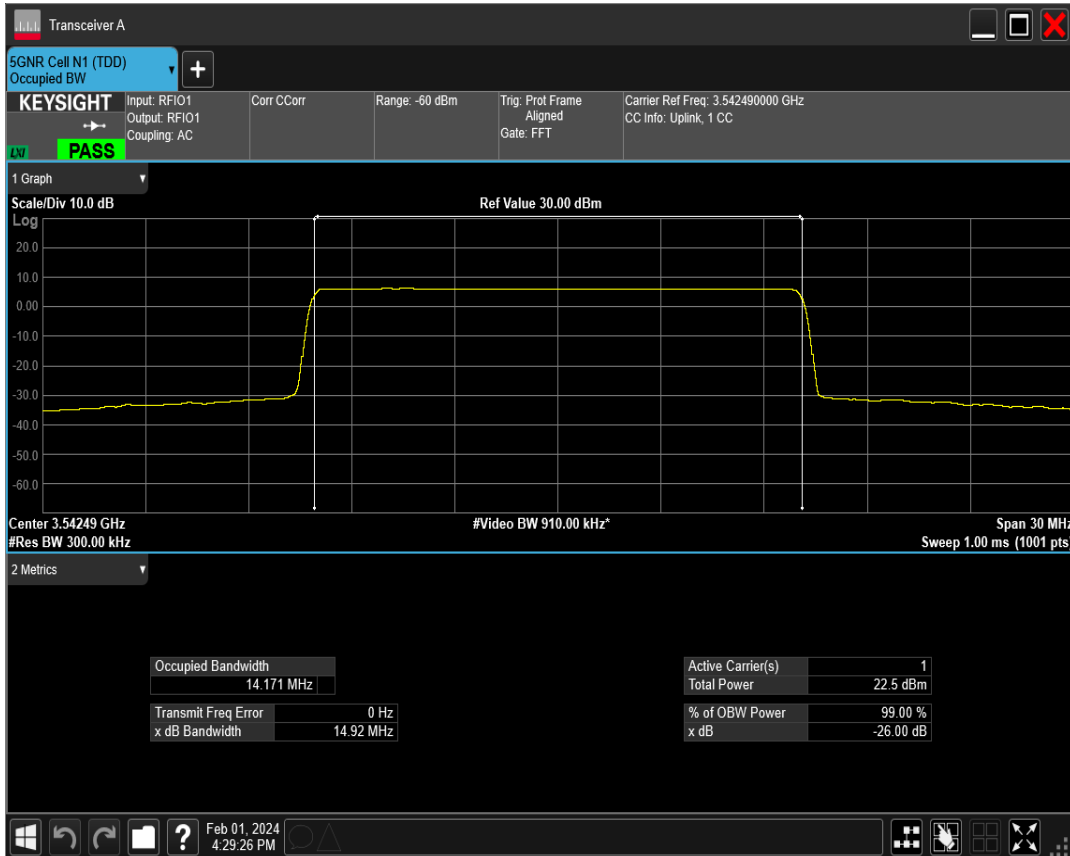 Transceiver A
5GNR Cell N1 (TDD)
Occupied BW
+
KEYSIGHT
LXI
PASS
Input: RFIO1
Output: RFIO1
Coupling: AC
Corr CCorr
Range: -60 dBm
Trig: Prot Frame
Aligned
Gate: FFT
Carrier Ref Freq: 3.542490000 GHz
CC Info: Uplink, 1 CC
1 Graph
Scale/Div 10.0 dB
Ref Value 30.00 dBm
Log
20.0
10.0
0.00
-10.0
-20.0
-30.0
-40.0
-50.0
-60.0
Center 3.54249 GHz
#Video BW 910.00 kHz*
Span 30 MHz
#Res BW 300.00 kHz
Sweep 1.00 ms (1001 pts)
2 Metrics
Occupied Bandwidth
14.171 MHz
Transmit Freq Error 0 Hz
x dB Bandwidth 14.92 MHz
Active Carrier(s) 1
Total Power 22.5 dBm
% of OBW Power 99.00 %
x dB -26.00 dB
?
Feb 01, 2024
4:29:26 PM